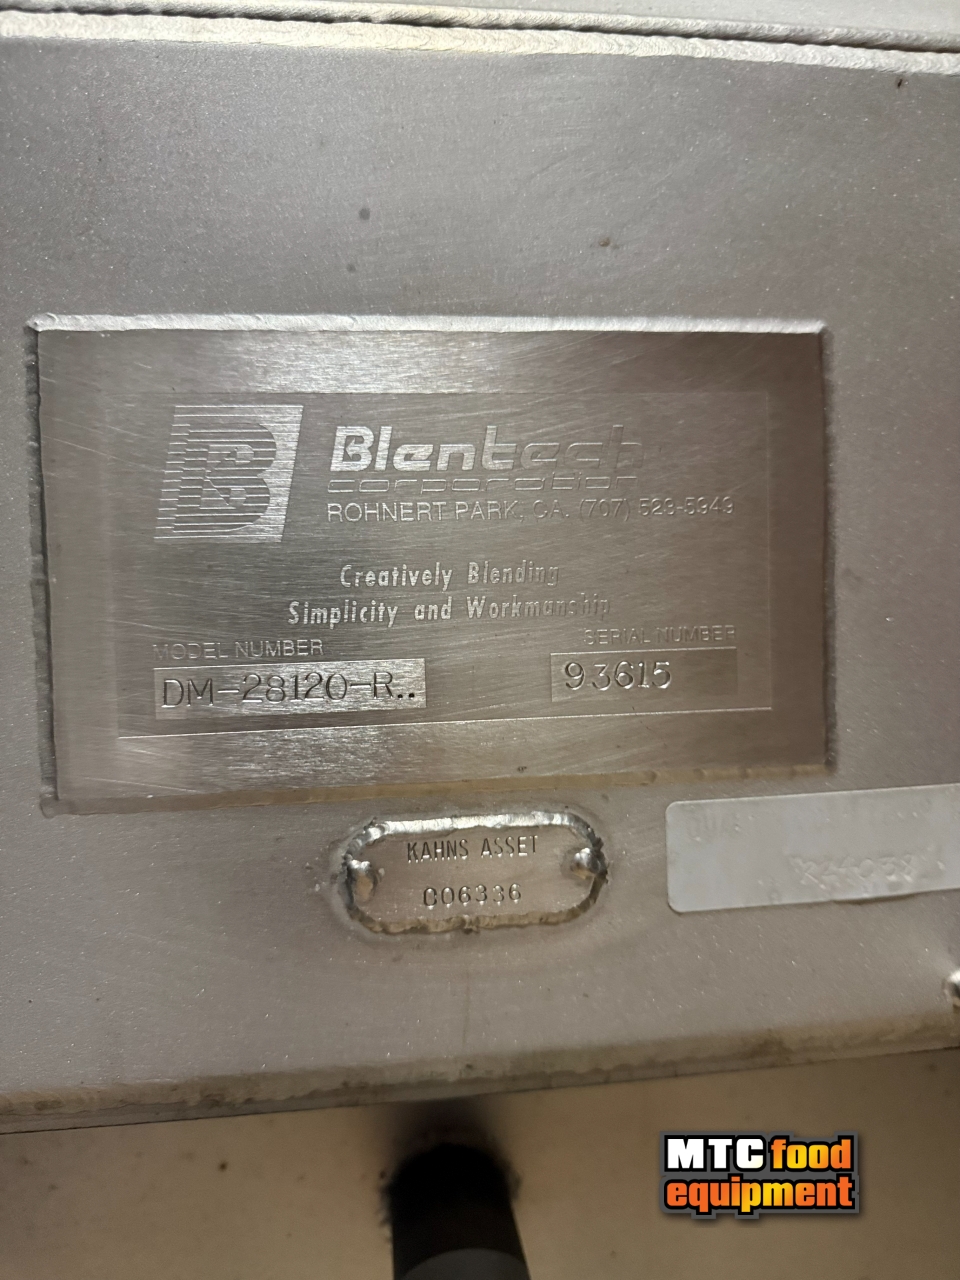 B
Blentech
corporation
ROHNERT PARK, CA. (707) 523-5949
Creatively Blending
Simplicity and Workmanship
MODEL NUMBER
SERIAL NUMBER
DM-28120-R..
93615
KAHNS ASSET
006336
MTC food
equipment